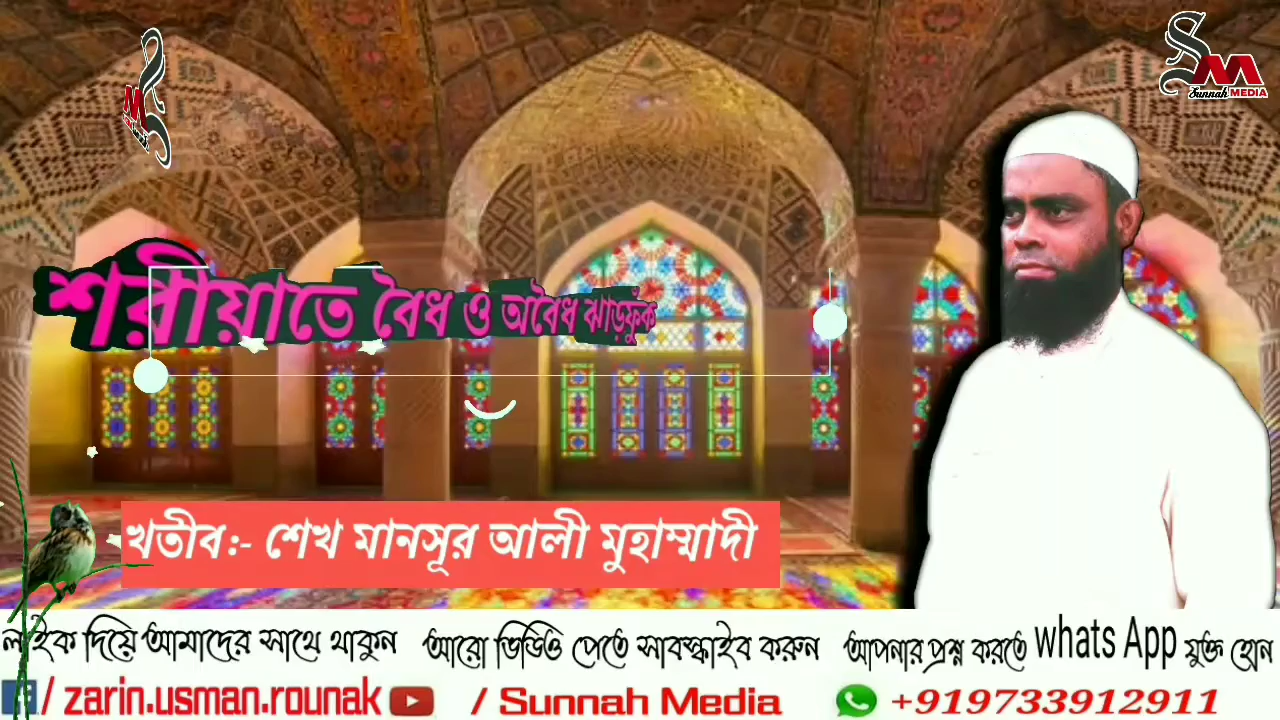 SM
Sunnah MEDIA
শরীয়াতে বৈধ ও অবৈধ ঝাড়ফুঁক
খতীব:- শেখ মানসূর আলী মুহাম্মাদী
লাইক দিয়ে আমাদের সাথে থাকুন আরো ভিডিও পেতে সাবস্ক্রাইব করুন আপনার প্রশ্ন করতে whats App যুক্ত হোন
/ zarin.usman.rounak / Sunnah Media +919733912911